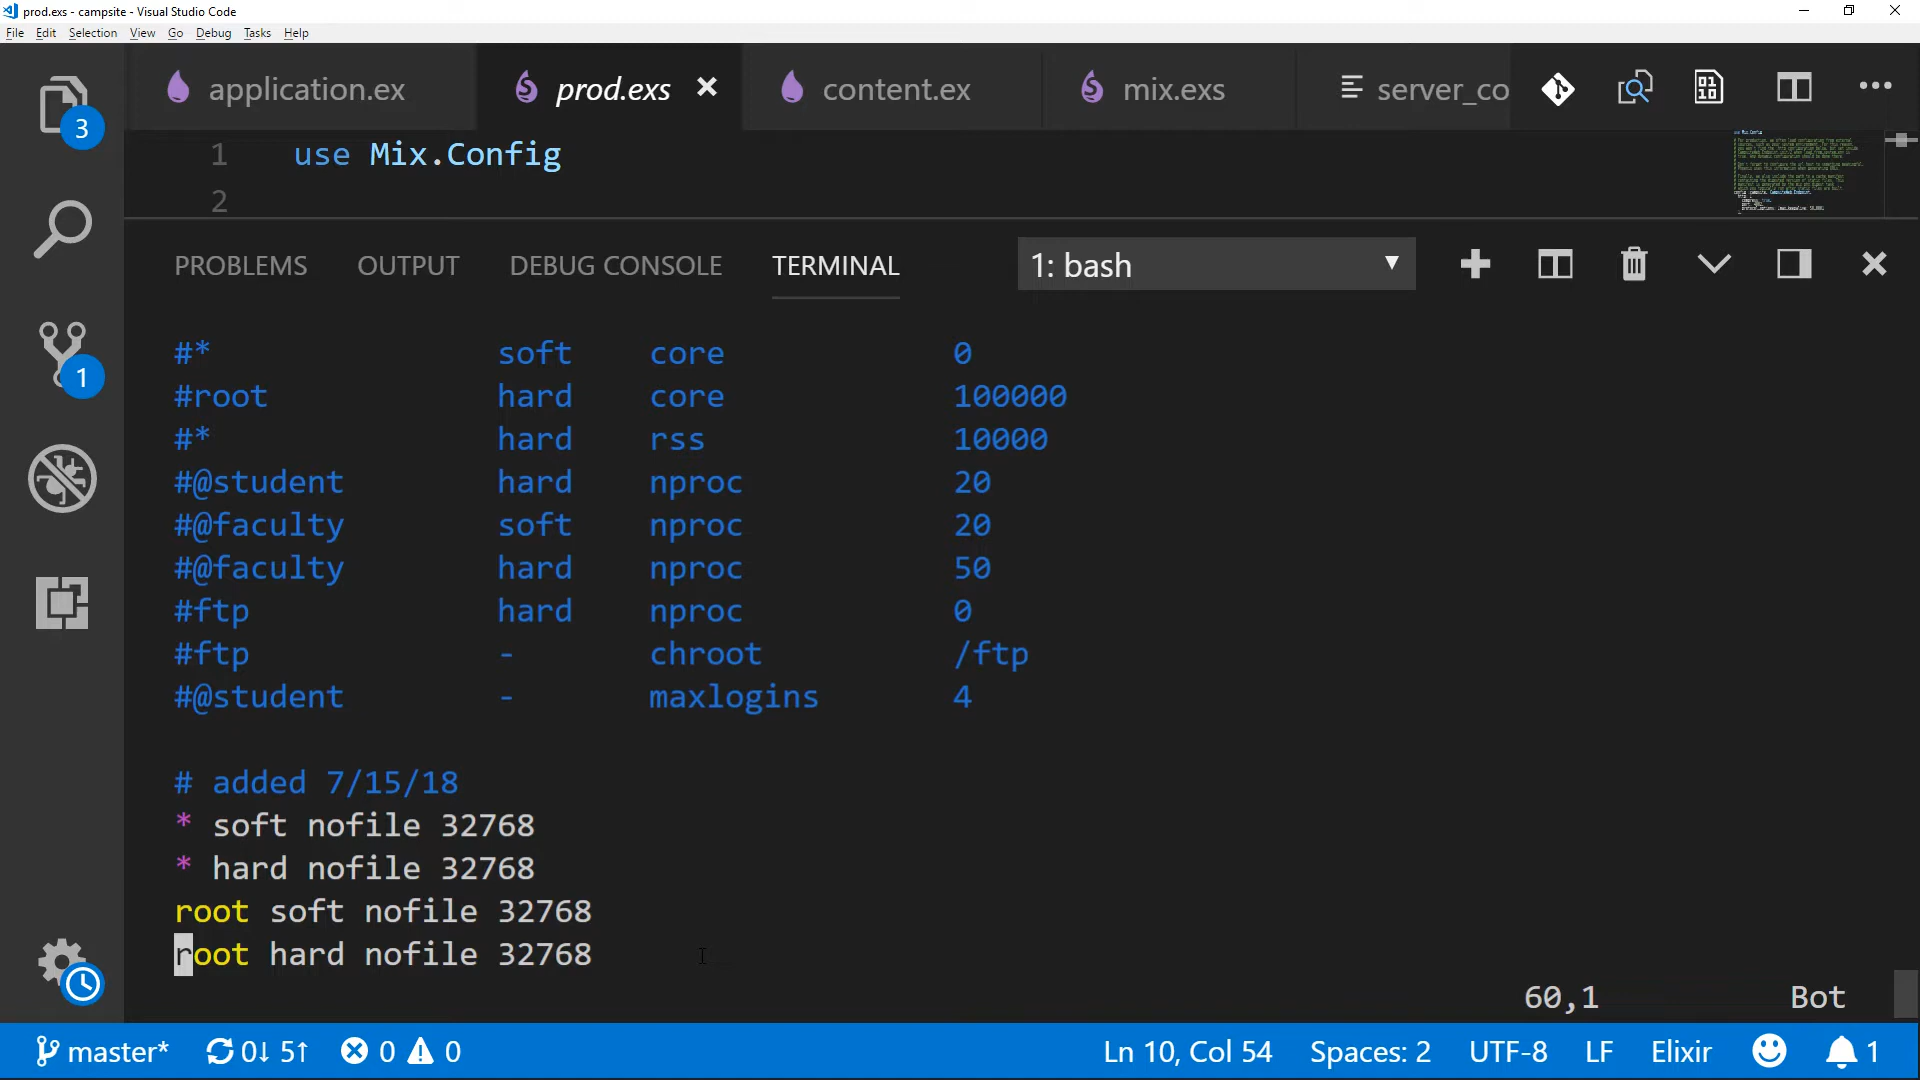 prod.exs - campsite - Visual Studio Code
File Edit Selection View Go Debug Tasks Help
application.ex prod.exs content.ex mix.exs server_co
3
1 use Mix.Config
2
PROBLEMS OUTPUT DEBUG CONSOLE TERMINAL 1: bash
#* soft core 0
#root hard core 100000
1
#* hard rss 10000
#@student hard nproc 20
#@faculty soft nproc 20
#@faculty hard nproc 50
#ftp hard nproc 0
#ftp - chroot /ftp
#@student - maxlogins 4
# added 7/15/18
* soft nofile 32768
* hard nofile 32768
root soft nofile 32768
root hard nofile 32768
60,1 Bot
master* 0↓ 5↑ 0 0 Ln 10, Col 54 Spaces: 2 UTF-8 LF Elixir 1